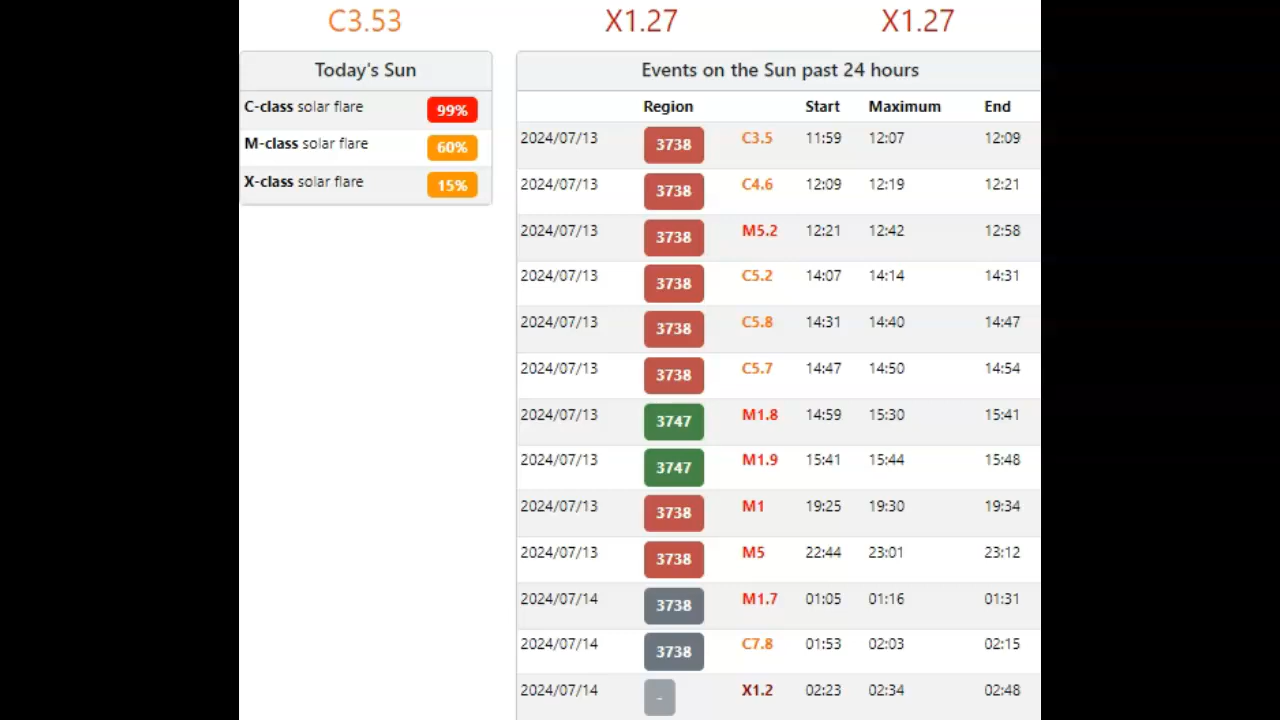 C3.53 X1.27 X1.27
Today's Sun
C-class solar flare 99%
M-class solar flare 60%
X-class solar flare 15%
Events on the Sun past 24 hours
Region Start Maximum End
2024/07/13 3738 C3.5 11:59 12:07 12:09
2024/07/13 3738 C4.6 12:09 12:19 12:21
2024/07/13 3738 M5.2 12:21 12:42 12:58
2024/07/13 3738 C5.2 14:07 14:14 14:31
2024/07/13 3738 C5.8 14:31 14:40 14:47
2024/07/13 3738 C5.7 14:47 14:50 14:54
2024/07/13 3747 M1.8 14:59 15:30 15:41
2024/07/13 3747 M1.9 15:41 15:44 15:48
2024/07/13 3738 M1 19:25 19:30 19:34
2024/07/13 3738 M5 22:44 23:01 23:12
2024/07/14 3738 M1.7 01:05 01:16 01:31
2024/07/14 3738 C7.8 01:53 02:03 02:15
2024/07/14 - X1.2 02:23 02:34 02:48